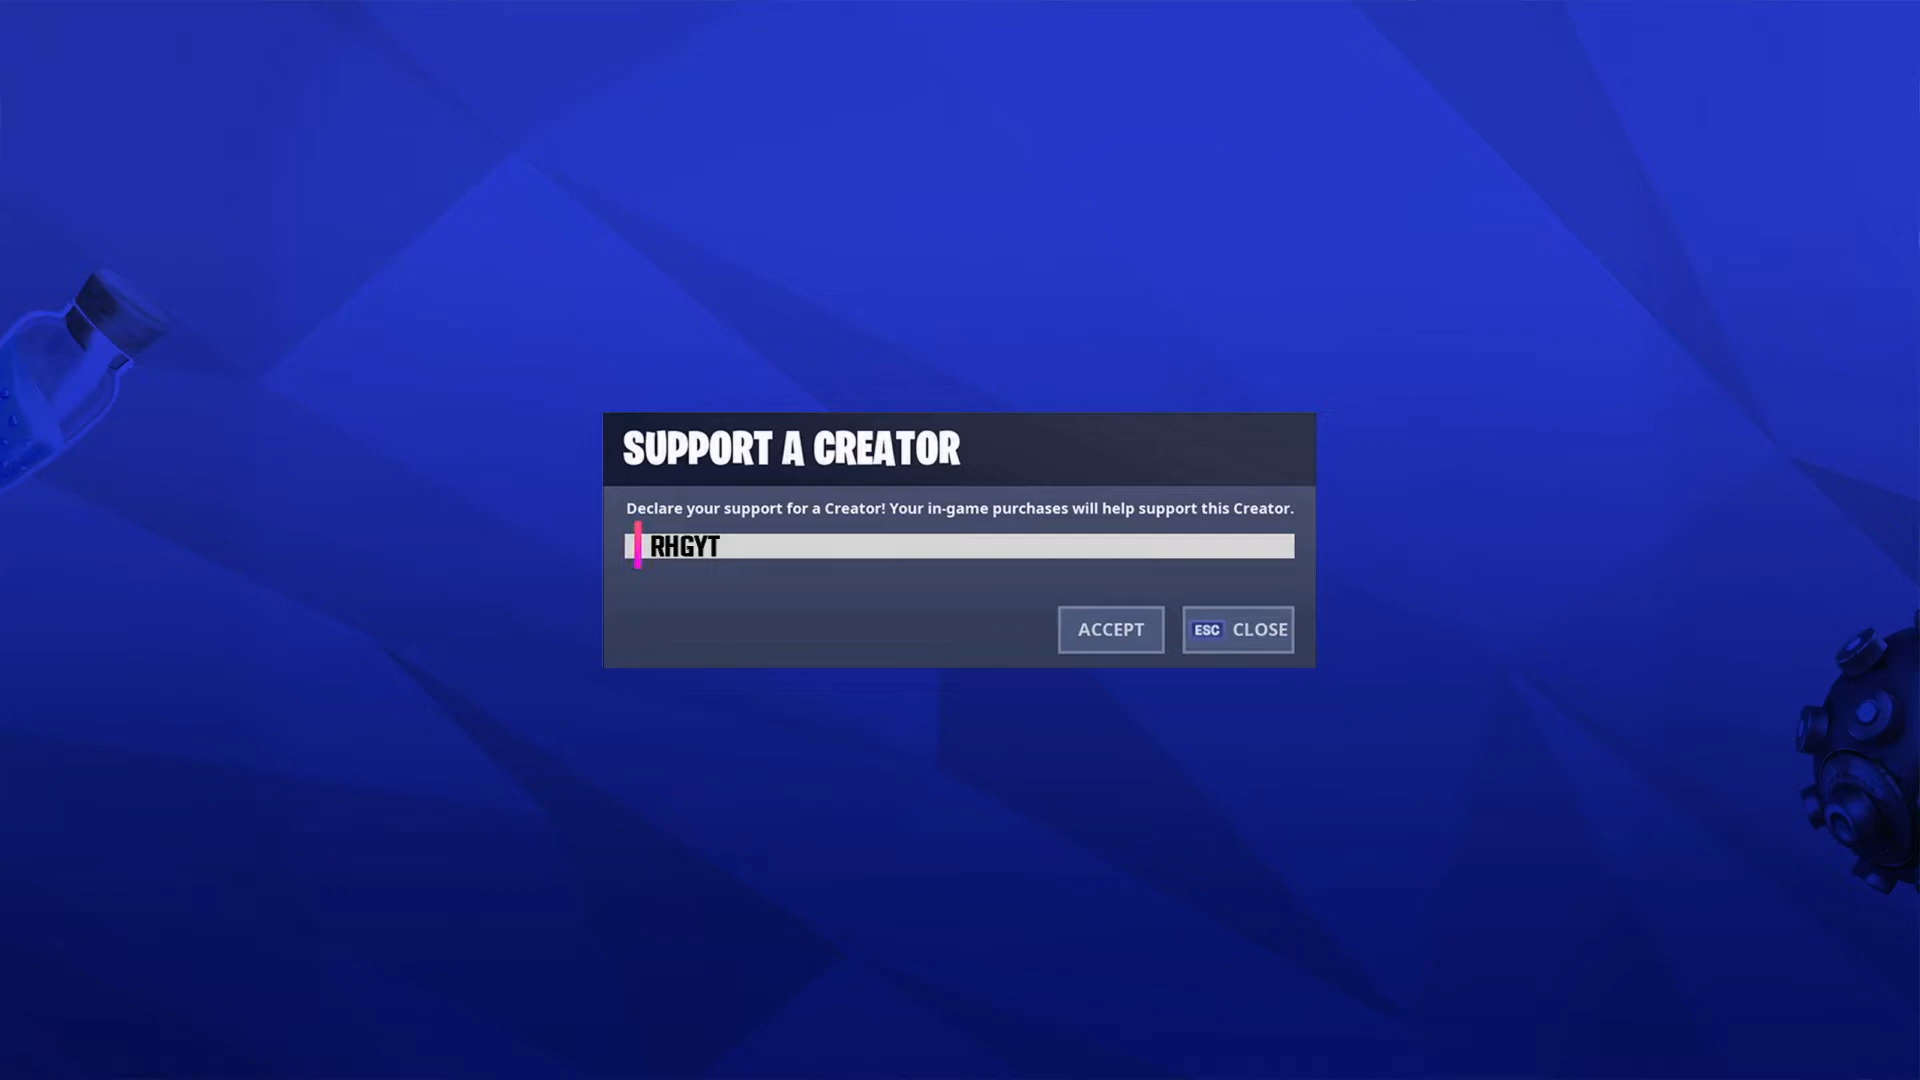 SUPPORT A CREATOR
Declare your support for a Creator! Your in-game purchases will help support this Creator.
RHGYT
ACCEPT
ESC CLOSE